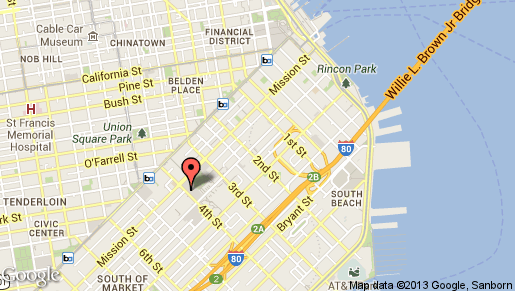 Cable Car
Museum
CHINATOWN
FINANCIAL
DISTRICT
NOB HILL
California St
Pine St
Bush St
BELDEN
PLACE
Mission St
Rincon Park
Willie L. Brown Jr Bridg
H
St Francis
Memorial
Hospital
Union
Square Park
O'Farrell St
1st St
2nd St
3rd St
4th St
6th St
80
2B
SOUTH
BEACH
TENDERLOIN
rk St
CIVIC
CENTER
Mission St
Bryant St
2A
80
2
SOUTH OF
MARKET
AT&T
Google
Map data ©2013 Google, Sanborn